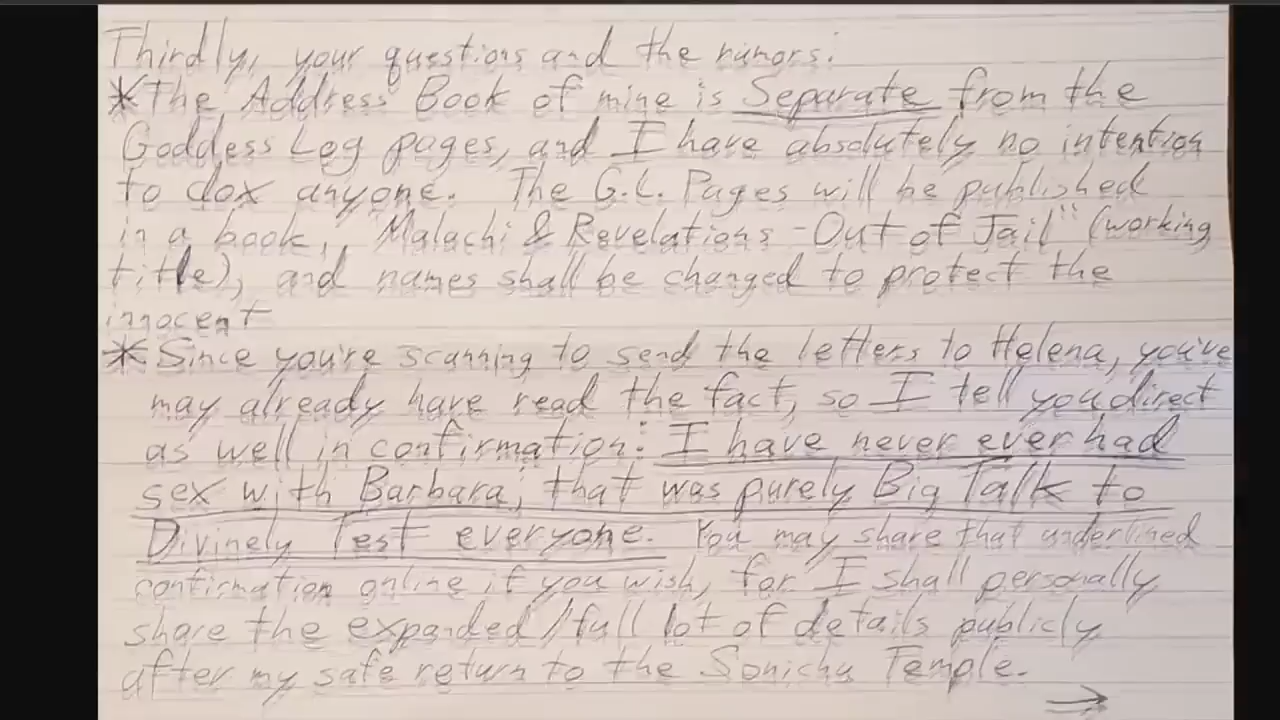 Thirdly, your questions and the rumors:
*The Address Book of mine is Separate from the
Goddess Log pages, and I have absolutely no intention
to dox anyone. The G.L. Pages will be published
in a book, "Malachi & Revelations - Out of Jail" (working
title), and names shall be changed to protect the
innocent
*Since you're scanning to send the letters to Helena, you've
may already have read the fact, so I tell you direct
as well in confirmation: I have never ever had
sex with Barbara; that was purely Big Talk to
Divinely Test everyone. You may share that underlined
confirmation online if you wish, for I shall personally
share the expanded/full lot of details publicly
after my safe return to the Sonichu Temple.
→